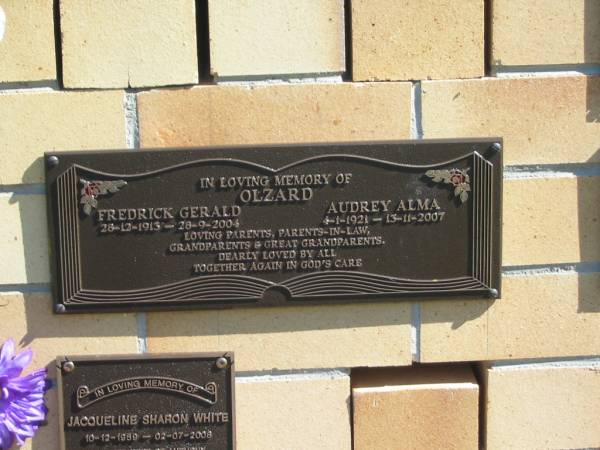 IN LOVING MEMORY OF
OLZARD
FREDRICK GERALD AUDREY ALMA
28-12-1913 — 28-9-2004 4-1-1921 — 13-11-2007
LOVING PARENTS, PARENTS-IN-LAW,
GRANDPARENTS & GREAT GRANDPARENTS.
DEARLY LOVED BY ALL
TOGETHER AGAIN IN GOD'S CARE
IN LOVING MEMORY OF
JACQUELINE SHARON WHITE
10-12-1989 — 02-07-2008